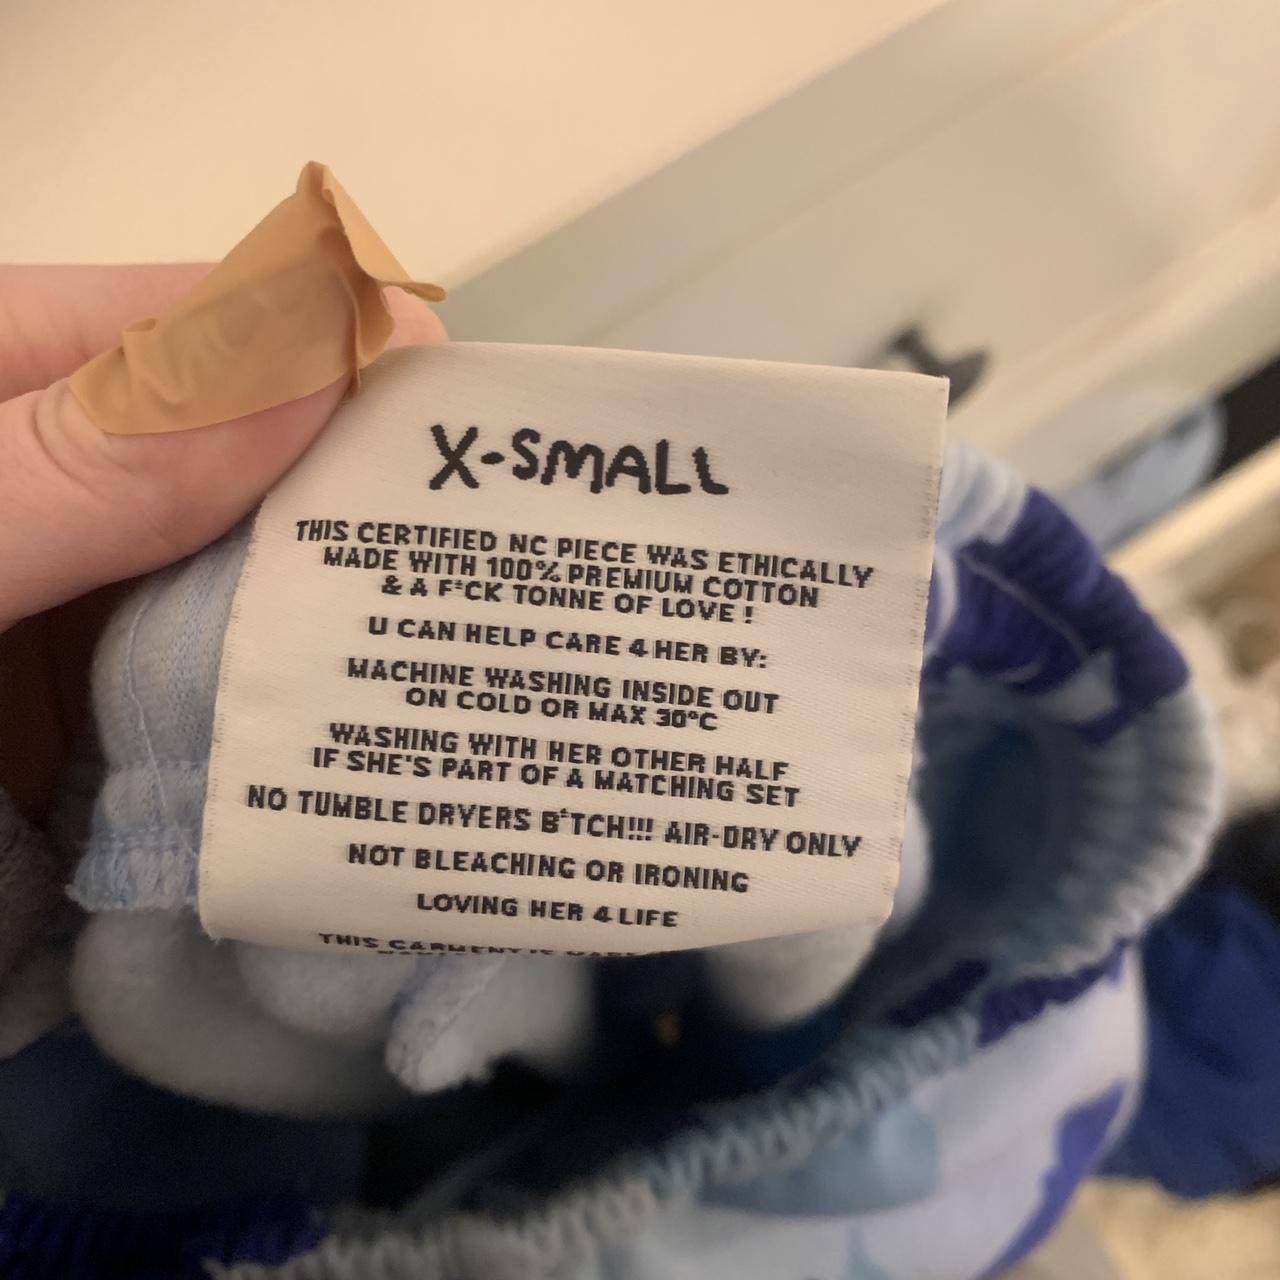 X-SMALL
THIS CERTIFIED NC PIECE WAS ETHICALLY
MADE WITH 100% PREMIUM COTTON
& A F*CK TONNE OF LOVE !
U CAN HELP CARE 4 HER BY:
MACHINE WASHING INSIDE OUT
ON COLD OR MAX 30°C
WASHING WITH HER OTHER HALF
IF SHE'S PART OF A MATCHING SET
NO TUMBLE DRYERS B*TCH!!! AIR-DRY ONLY
NOT BLEACHING OR IRONING
LOVING HER 4 LIFE
THIS GARMENT IS